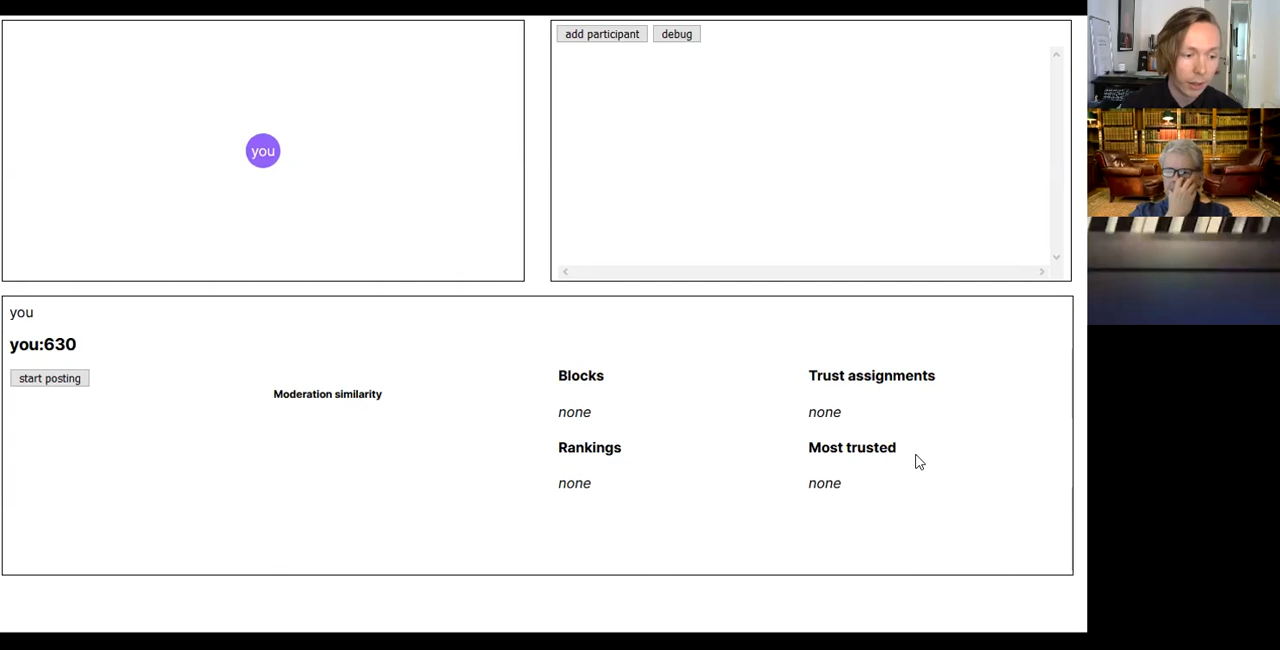 you
add participant
debug
you
you:630
start posting
Moderation similarity
Blocks
none
Rankings
none
Trust assignments
none
Most trusted
none